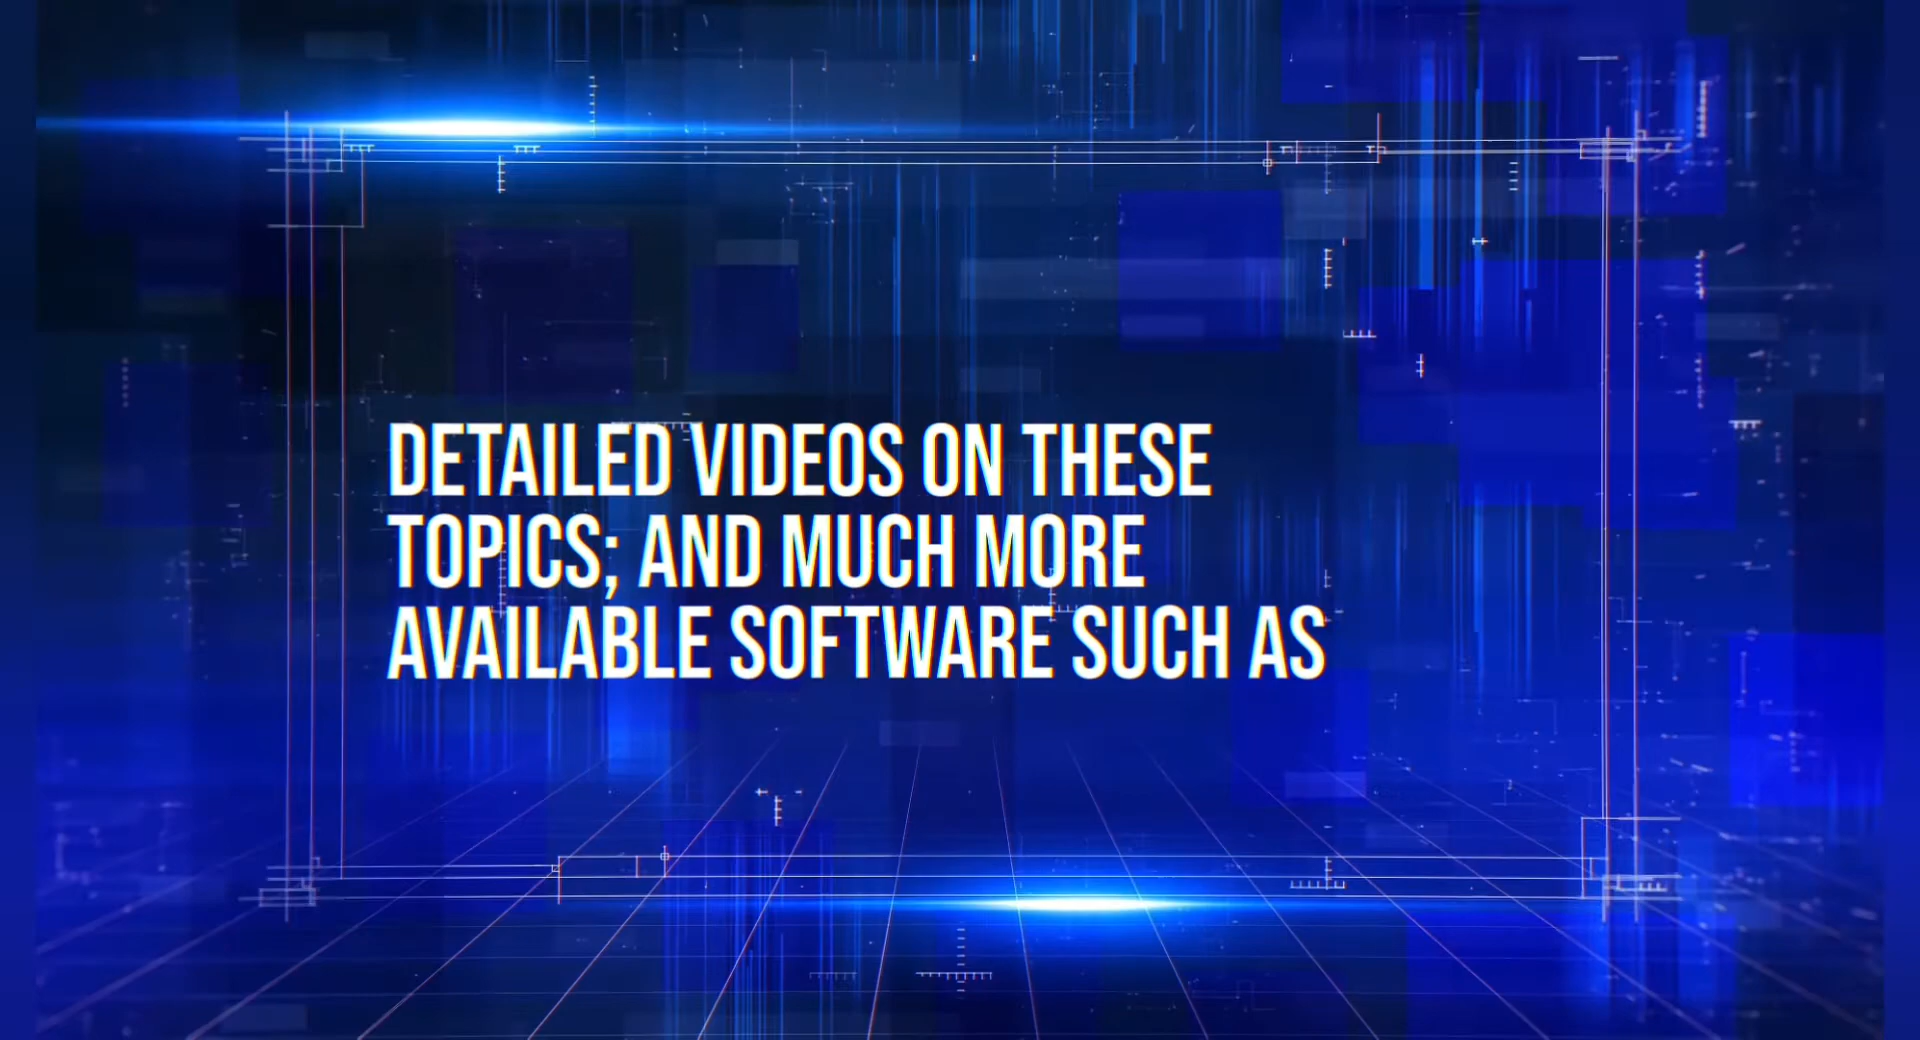 DETAILED VIDEOS ON THESE
TOPICS; AND MUCH MORE
AVAILABLE SOFTWARE SUCH AS